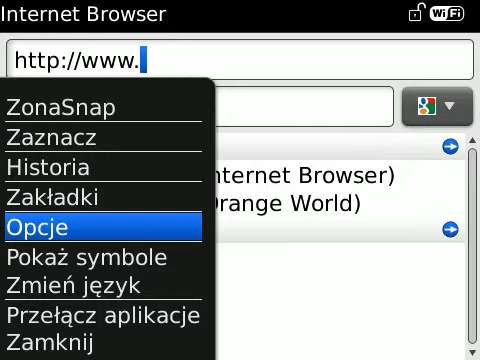 Internet Browser
WiFi
http://www.
ZonaSnap
Zaznacz
Historia
Zakładki
nternet Browser)
Orange World)
Opcje
Pokaż symbole
Zmień język
Przełącz aplikacje
Zamknij